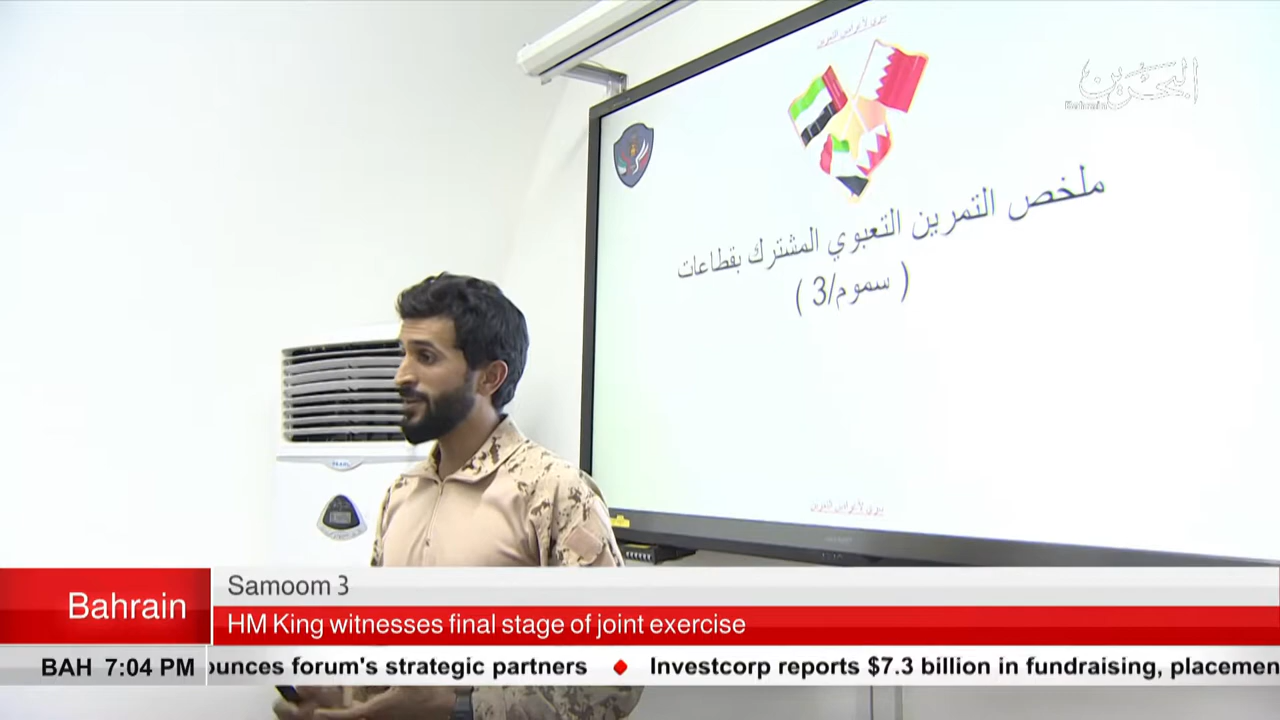 البحرين
ملخص التمرين التعبوي المشترك بقطاعات
( سموم/3 )
Bahrain
Samoom 3
HM King witnesses final stage of joint exercise
BAH 7:04 PM
ounces forum's strategic partners ◆ Investcorp reports $7.3 billion in fundraising, placemen